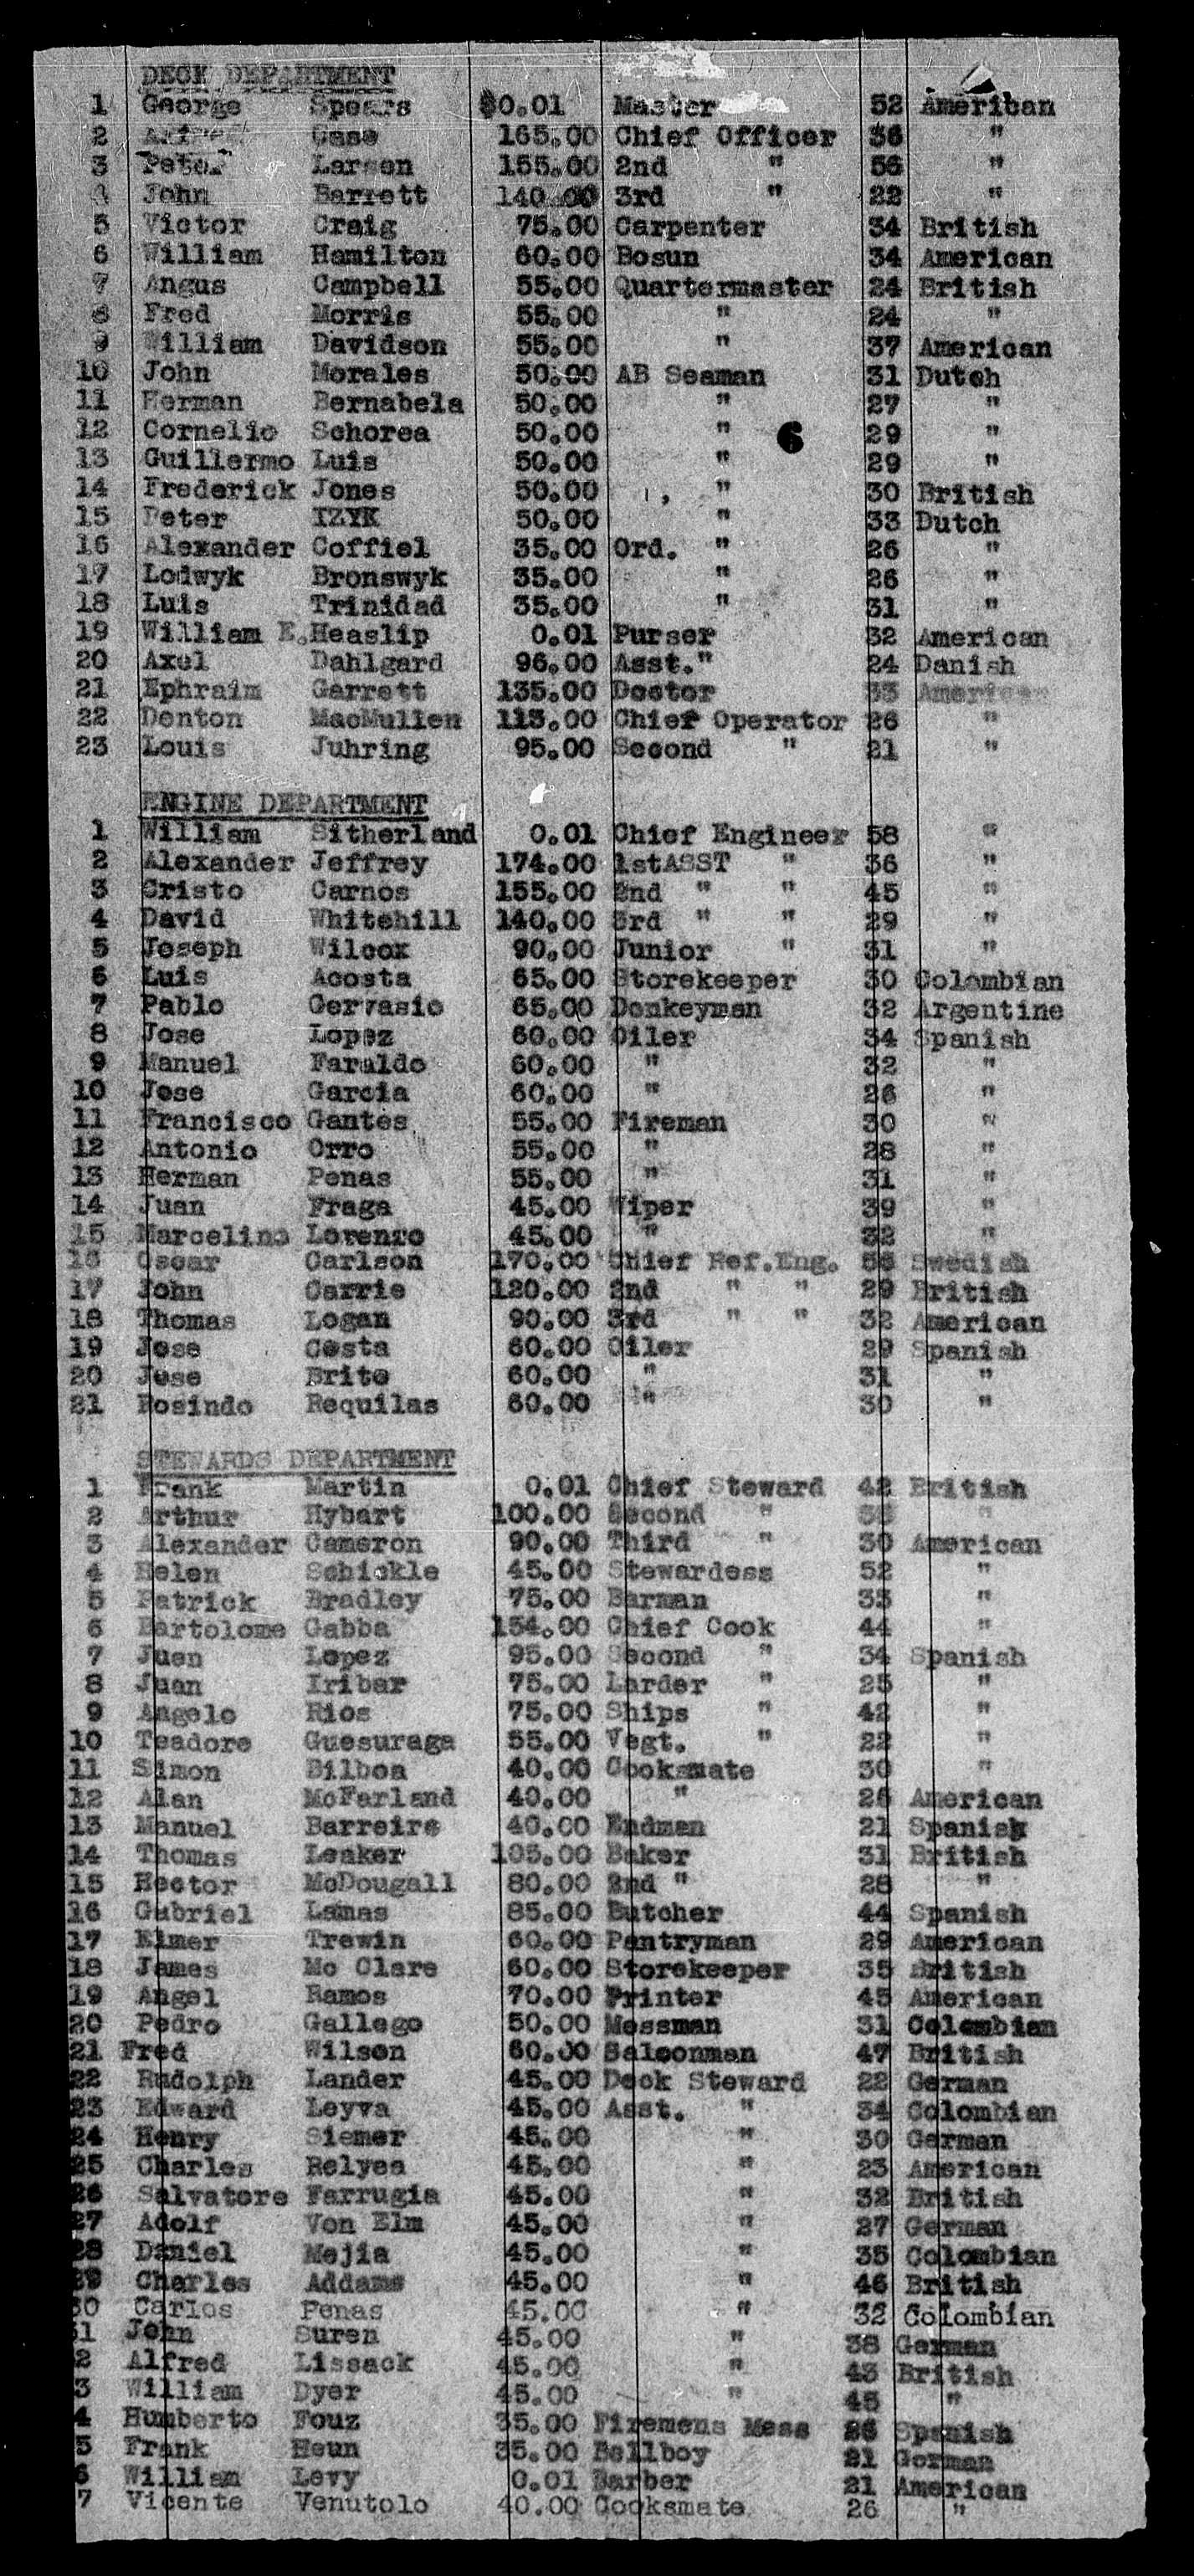 DECK DEPARTMENT
1 George Spears $0.01 Master 52 American
2 Case 165.00 Chief Officer 36 "
3 Peter Larsen 155.00 2nd " 56 "
4 John Barrett 140.00 3rd " 22 "
5 Victor Craig 75.00 Carpenter 34 British
6 William Hamilton 60.00 Bosun 34 American
7 Angus Campbell 55.00 Quartermaster 24 British
8 Fred Morris 55.00 " 24 "
9 William Davidson 55.00 " 37 American
10 John Morales 50.00 AB Seaman 31 Dutch
11 Herman Bernabela 50.00 " 27 "
12 Cornelio Schorea 50.00 " 6 29 "
13 Guillermo Luis 50.00 " 29 "
14 Frederick Jones 50.00 " 30 British
15 Peter IZYK 50.00 " 33 Dutch
16 Alexander Coffiel 35.00 Ord. " 26 "
17 Lodwyk Bronswyk 35.00 " 26 "
18 Luis Trinidad 35.00 " 31 "
19 William E. Heaslip 0.01 Purser 32 American
20 Axel Dahlgard 96.00 Asst." 24 Danish
21 Ephraim Garrett 135.00 Doctor 33 American
22 Denton MacMullen 113.00 Chief Operator 26 "
23 Louis Juhring 95.00 Second " 21 "
ENGINE DEPARTMENT
1 William Sitherland 0.01 Chief Engineer 58 "
2 Alexander Jeffrey 174.00 1stASST " 36 "
3 Cristo Carnos 155.00 2nd " " 45 "
4 David Whitehill 140.00 3rd " " 29 "
5 Joseph Wilcox 90.00 Junior " 31 "
6 Luis Acosta 65.00 Storekeeper 30 Colombian
7 Pablo Gervasio 65.00 Donkeyman 32 Argentine
8 Jose Lopez 60.00 Oiler 34 Spanish
9 Manuel Faraldo 60.00 " 32 "
10 Jose Garcia 60.00 " 26 "
11 Francisco Gantes 55.00 Fireman 30 "
12 Antonio Orro 55.00 " 28 "
13 Herman Penas 55.00 " 31 "
14 Juan Fraga 45.00 Wiper 39 "
15 Marcelino Lorenzo 45.00 " 32 "
16 Oscar Carlson 170.00 Chief Ref.Eng. 56 Swedish
17 John Carrie 120.00 2nd " " 29 British
18 Thomas Logan 90.00 3rd " " 32 American
19 Jose Costa 60.00 Oiler 29 Spanish
20 Jose Brito 60.00 " 31 "
21 Rosindo Requilas 60.00 " 30 "
STEWARDS DEPARTMENT
1 Frank Martin 0.01 Chief Steward 42 British
2 Arthur Hybart 100.00 Second " "
3 Alexander Cameron 90.00 Third " 30 American
4 Helen Schickle 45.00 Stewardess 52 "
5 Patrick Bradley 75.00 Barman 33 "
6 Bartolome Gabba 154.00 Chief Cook 44 "
7 Juan Lopez 95.00 Second " 34 Spanish
8 Juan Iribar 75.00 Larder " 25 "
9 Angelo Rios 75.00 Ships " 42 "
10 Teadore Guesuraga 55.00 Vegt. " 22 "
11 Simon Bilboa 40.00 Cooksmate 30 "
12 Alan McFarland 40.00 " 26 American
13 Manuel Barreire 40.00 Endman 21 Spanish
14 Thomas Leaker 105.00 Baker 31 British
15 Hector McDougall 80.00 2nd " 28 "
16 Gabriel Lamas 85.00 Butcher 44 Spanish
17 Elmer Trewin 60.00 Pantryman 29 American
18 James Mc Clare 60.00 Storekeeper 35 British
19 Angel Ramos 70.00 Printer 45 American
20 Pedro Gallego 50.00 Messman 31 Colombian
21 Fred Wilson 60.00 Saloonman 47 British
22 Rudolph Lander 45.00 Deck Steward 22 German
23 Edward Leyva 45.00 Asst. " 34 Colombian
24 Henry Siemer 45.00 " 30 German
25 Charles Relyea 45.00 " 23 American
26 Salvatore Farrugia 45.00 " 32 British
27 Adolf Von Elm 45.00 " 27 German
28 Daniel Mejia 45.00 " 35 Colombian
29 Charles Addams 45.00 " 46 British
30 Carlos Penas 45.00 " 32 Colombian
1 John Suren 45.00 " 38 German
2 Alfred Lissack 45.00 " 43 British
3 William Dyer 45.00 " 45 "
4 Humberto Fouz 35.00 Firemens Mess 26 Spanish
5 Frank Heun 35.00 Bellboy 21 German
6 William Levy 0.01 Barber 21 American
7 Vicente Venutolo 40.00 Cooksmate 26 "